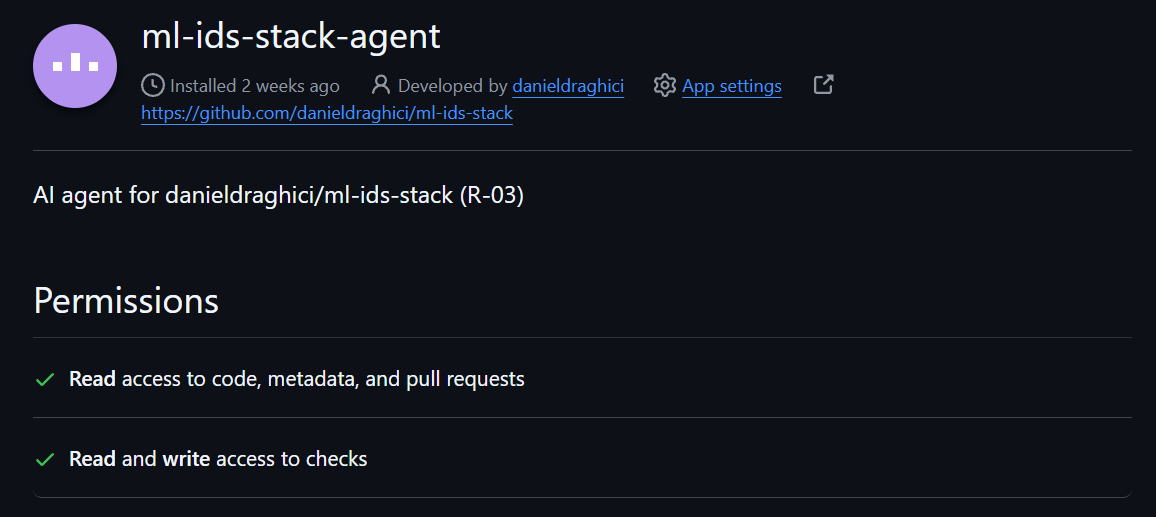 ml-ids-stack-agent
Installed 2 weeks ago Developed by danieldraghici App settings
https://github.com/danieldraghici/ml-ids-stack
AI agent for danieldraghici/ml-ids-stack (R-03)
Permissions
Read access to code, metadata, and pull requests
Read and write access to checks